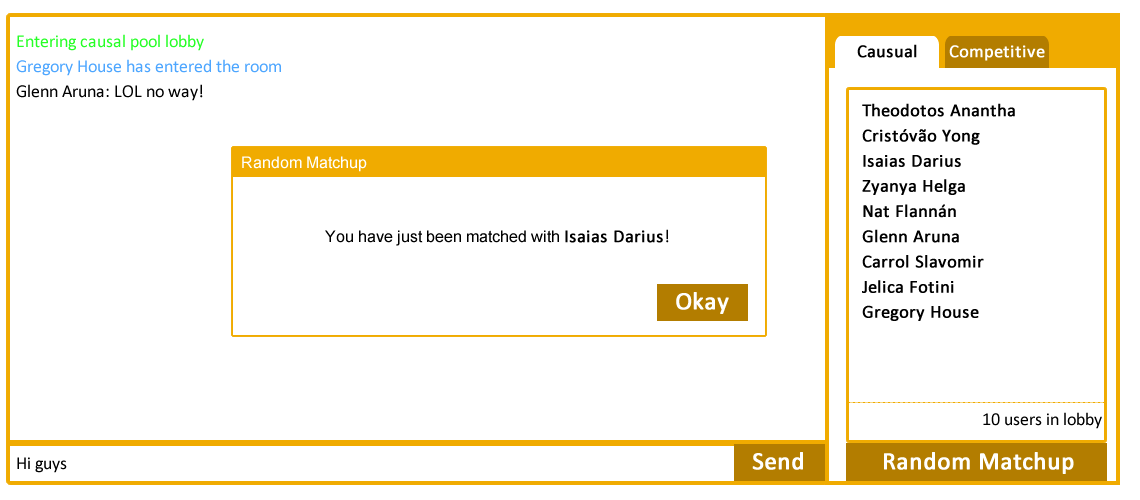 Entering causal pool lobby
Gregory House has entered the room
Glenn Aruna: LOL no way!
Random Matchup
You have just been matched with Isaias Darius!
Okay
Hi guys
Send
Causual
Competitive
Theodotos Anantha
Cristóvão Yong
Isaias Darius
Zyanya Helga
Nat Flannán
Glenn Aruna
Carrol Slavomir
Jelica Fotini
Gregory House
10 users in lobby
Random Matchup